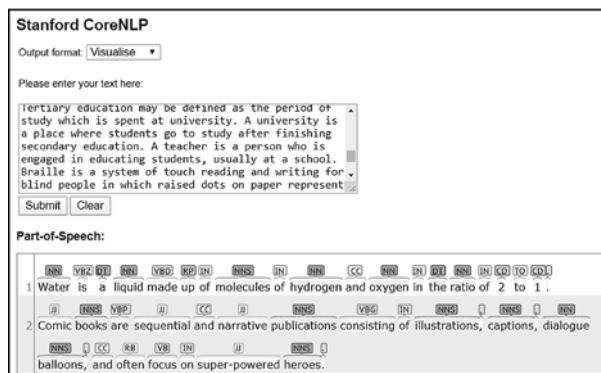 Stanford CoreNLP
Output format: Visualise
Please enter your text here:
Tertiary education may be defined as the period of
study which is spent at university. A university is
a place where students go to study after finishing
secondary education. A teacher is a person who is
engaged in educating students, usually at a school.
Braille is a system of touch reading and writing for
blind people in which raised dots on paper represent
Submit Clear
Part-of-Speech:
NN VBZ DT NN VBD RP IN NNS IN NN CC NN IN DT NN IN CD TO CD .
1 Water is a liquid made up of molecules of hydrogen and oxygen in the ratio of 2 to 1 .
JJ NNS VBP JJ CC JJ NNS VBG IN NNS , NNS , NN
2 Comic books are sequential and narrative publications consisting of illustrations, captions, dialogue
NNS , CC RB VB IN JJ NNS .
balloons, and often focus on super-powered heroes.